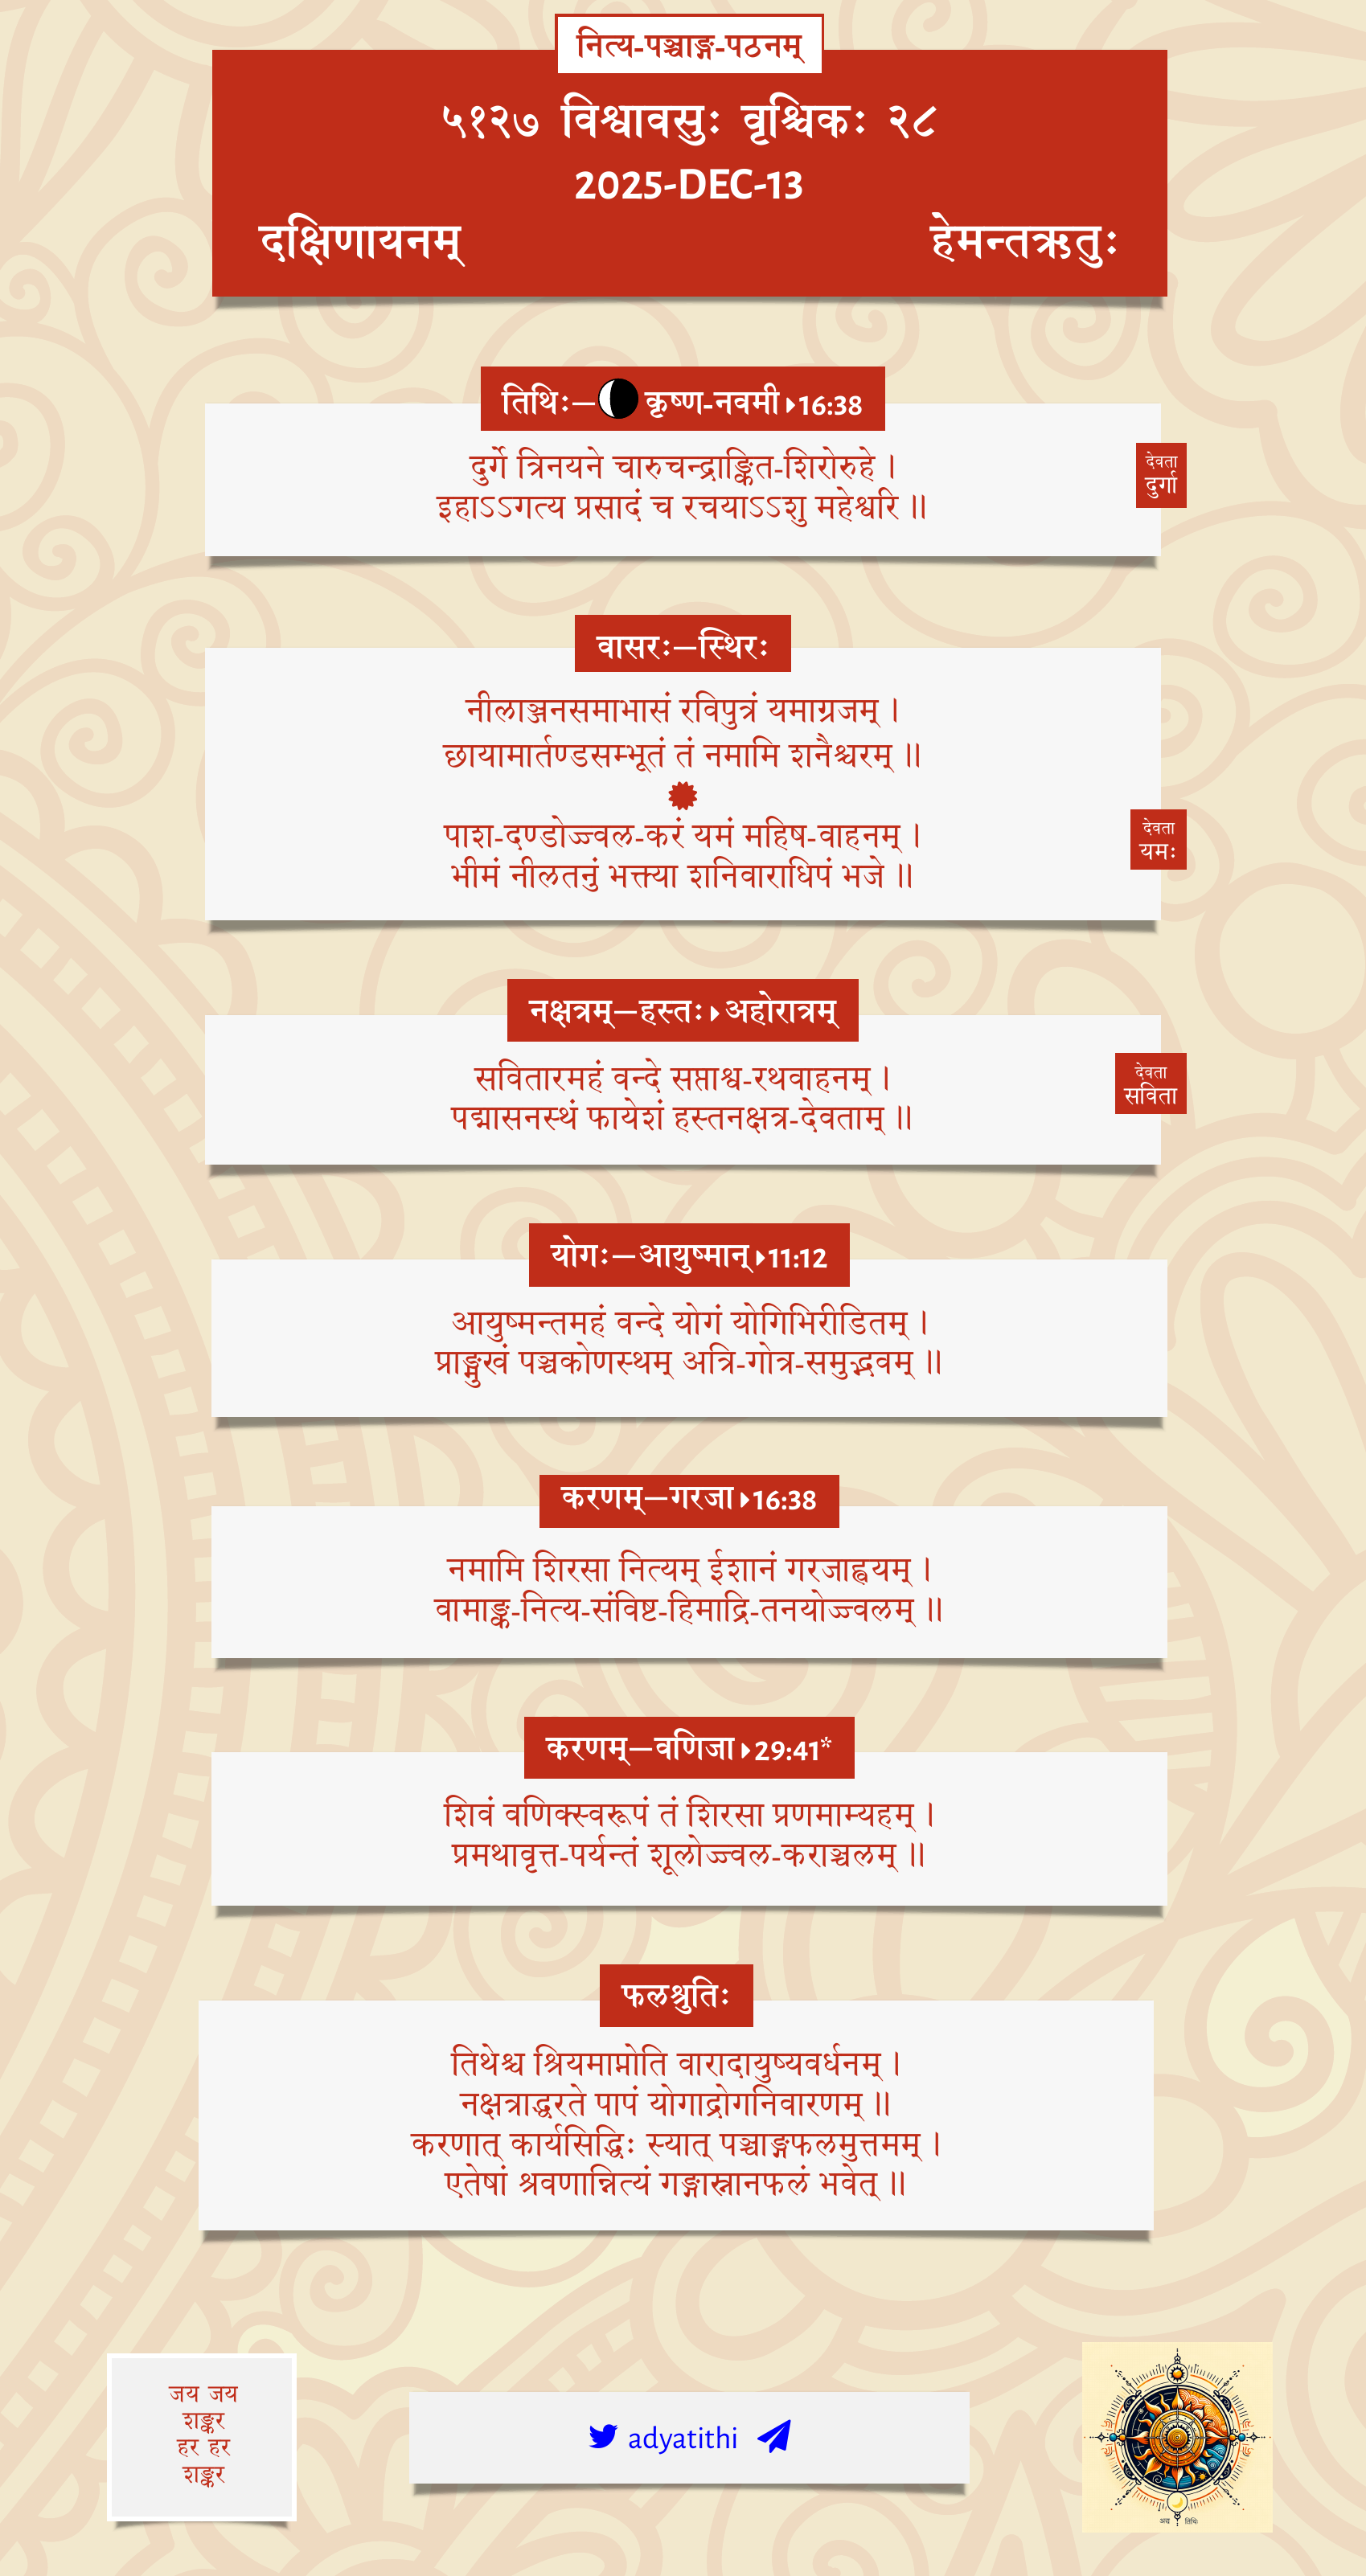 नित्य-पञ्चाङ्ग-पठनम्
५१२७ विश्वावसुः वृश्चिकः २८
2025-DEC-13
दक्षिणायनम् हेमन्तऋतुः
तिथिः—कृष्ण-नवमी 16:38
दुर्गे त्रिनयने चारुचन्द्राङ्कित-शिरोरुहे ।
इहाऽऽगत्य प्रसादं च रचयाऽऽशु महेश्वरि ॥
देवता
दुर्गा
वासरः—स्थिरः
नीलाञ्जनसमाभासं रविपुत्रं यमाग्रजम् ।
छायामार्तण्डसम्भूतं तं नमामि शनैश्चरम् ॥
पाश-दण्डोज्ज्वल-करं यमं महिष-वाहनम् ।
भीमं नीलतनुं भक्त्या शनिवाराधिपं भजे ॥
देवता
यमः
नक्षत्रम्—हस्तः अहोरात्रम्
सवितारमहं वन्दे सप्ताश्व-रथवाहनम् ।
पद्मासनस्थं फायेशं हस्तनक्षत्र-देवताम् ॥
देवता
सविता
योगः—आयुष्मान् 11:12
आयुष्मन्तमहं वन्दे योगं योगिभिरीडितम् ।
प्राङ्मुखं पञ्चकोणस्थम् अत्रि-गोत्र-समुद्भवम् ॥
करणम्—गरजा 16:38
नमामि शिरसा नित्यम् ईशानं गरजाह्वयम् ।
वामाङ्क-नित्य-संविष्ट-हिमाद्रि-तनयोज्ज्वलम् ॥
करणम्—वणिजा 29:41*
शिवं वणिक्स्वरूपं तं शिरसा प्रणमाम्यहम् ।
प्रमथावृत्त-पर्यन्तं शूलोज्ज्वल-कराञ्चलम् ॥
फलश्रुतिः
तिथेश्च श्रियमाप्नोति वारादायुष्यवर्धनम् ।
नक्षत्राद्धरते पापं योगाद्रोगनिवारणम् ॥
करणात् कार्यसिद्धिः स्यात् पञ्चाङ्गफलमुत्तमम् ।
एतेषां श्रवणान्नित्यं गङ्गास्नानफलं भवेत् ॥
जय जय
शङ्कर
हर हर
शङ्कर
adyatithi
अद्य तिथिः